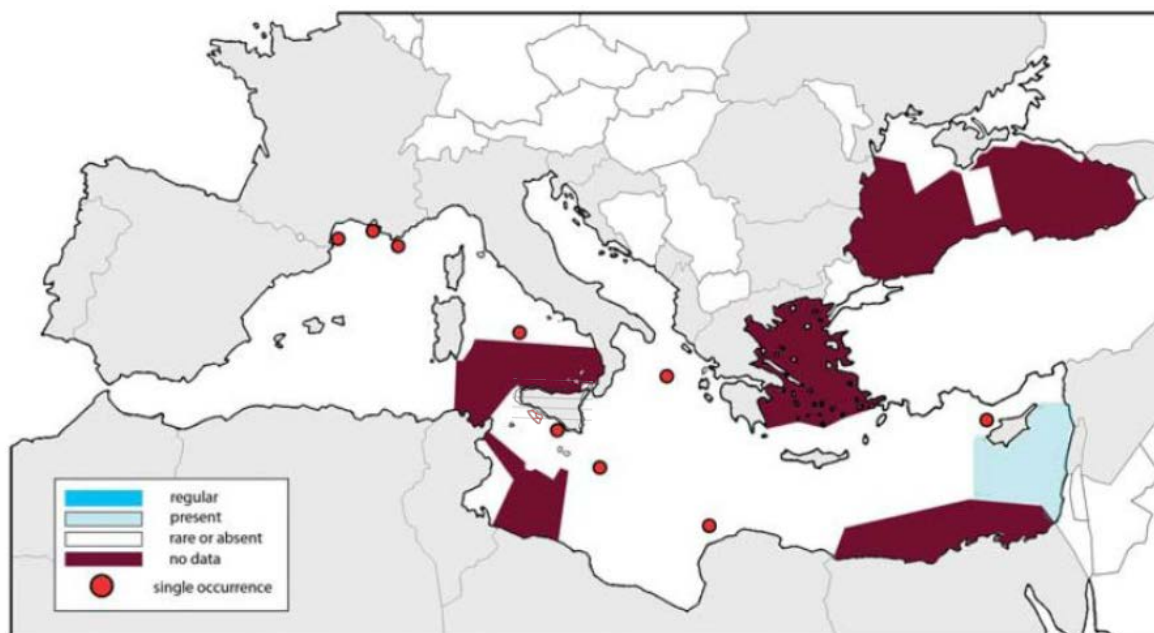 regular
present
rare or absent
no data
single occurrence